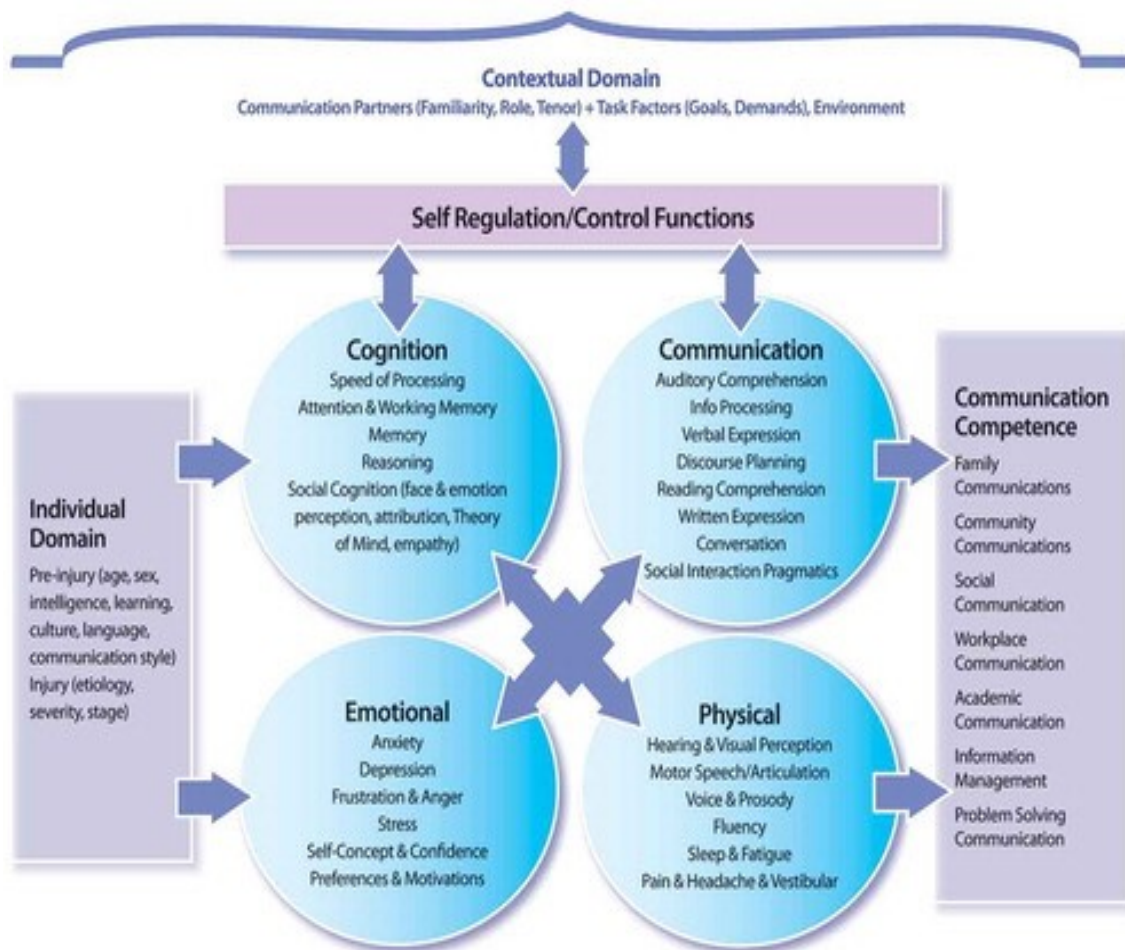 Contextual Domain
Communication Partners (Familiarity, Role, Tenor) + Task Factors (Goals, Demands), Environment
Self Regulation/Control Functions
Cognition
Speed of Processing
Attention & Working Memory
Memory
Reasoning
Social Cognition (face & emotion
perception, attribution, Theory
of Mind, empathy)
Communication
Auditory Comprehension
Info Processing
Verbal Expression
Discourse Planning
Reading Comprehension
Written Expression
Conversation
Social Interaction Pragmatics
Individual
Domain
Pre-injury (age, sex,
intelligence, learning,
culture, language,
communication style)
Injury (etiology,
severity, stage)
Emotional
Anxiety
Depression
Frustration & Anger
Stress
Self-Concept & Confidence
Preferences & Motivations
Physical
Hearing & Visual Perception
Motor Speech/Articulation
Voice & Prosody
Fluency
Sleep & Fatigue
Pain & Headache & Vestibular
Communication
Competence
Family
Communications
Community
Communications
Social
Communication
Workplace
Communication
Academic
Communication
Information
Management
Problem Solving
Communication